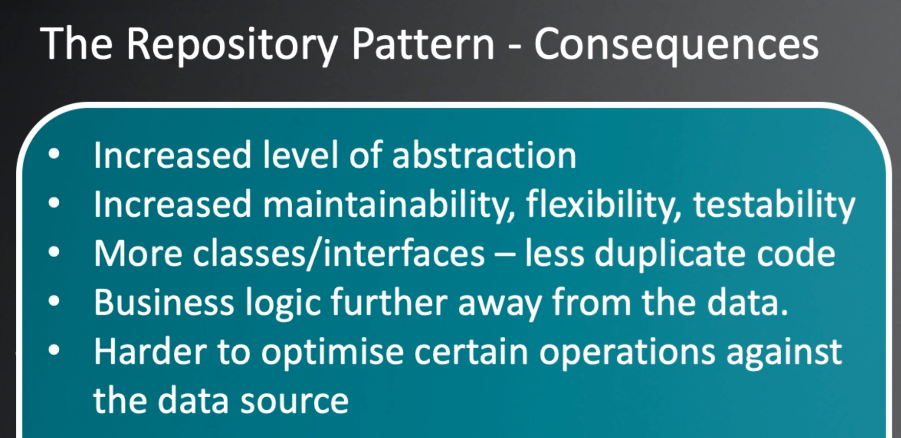 The Repository Pattern - Consequences
• Increased level of abstraction
• Increased maintainability, flexibility, testability
• More classes/interfaces – less duplicate code
• Business logic further away from the data.
• Harder to optimise certain operations against
the data source